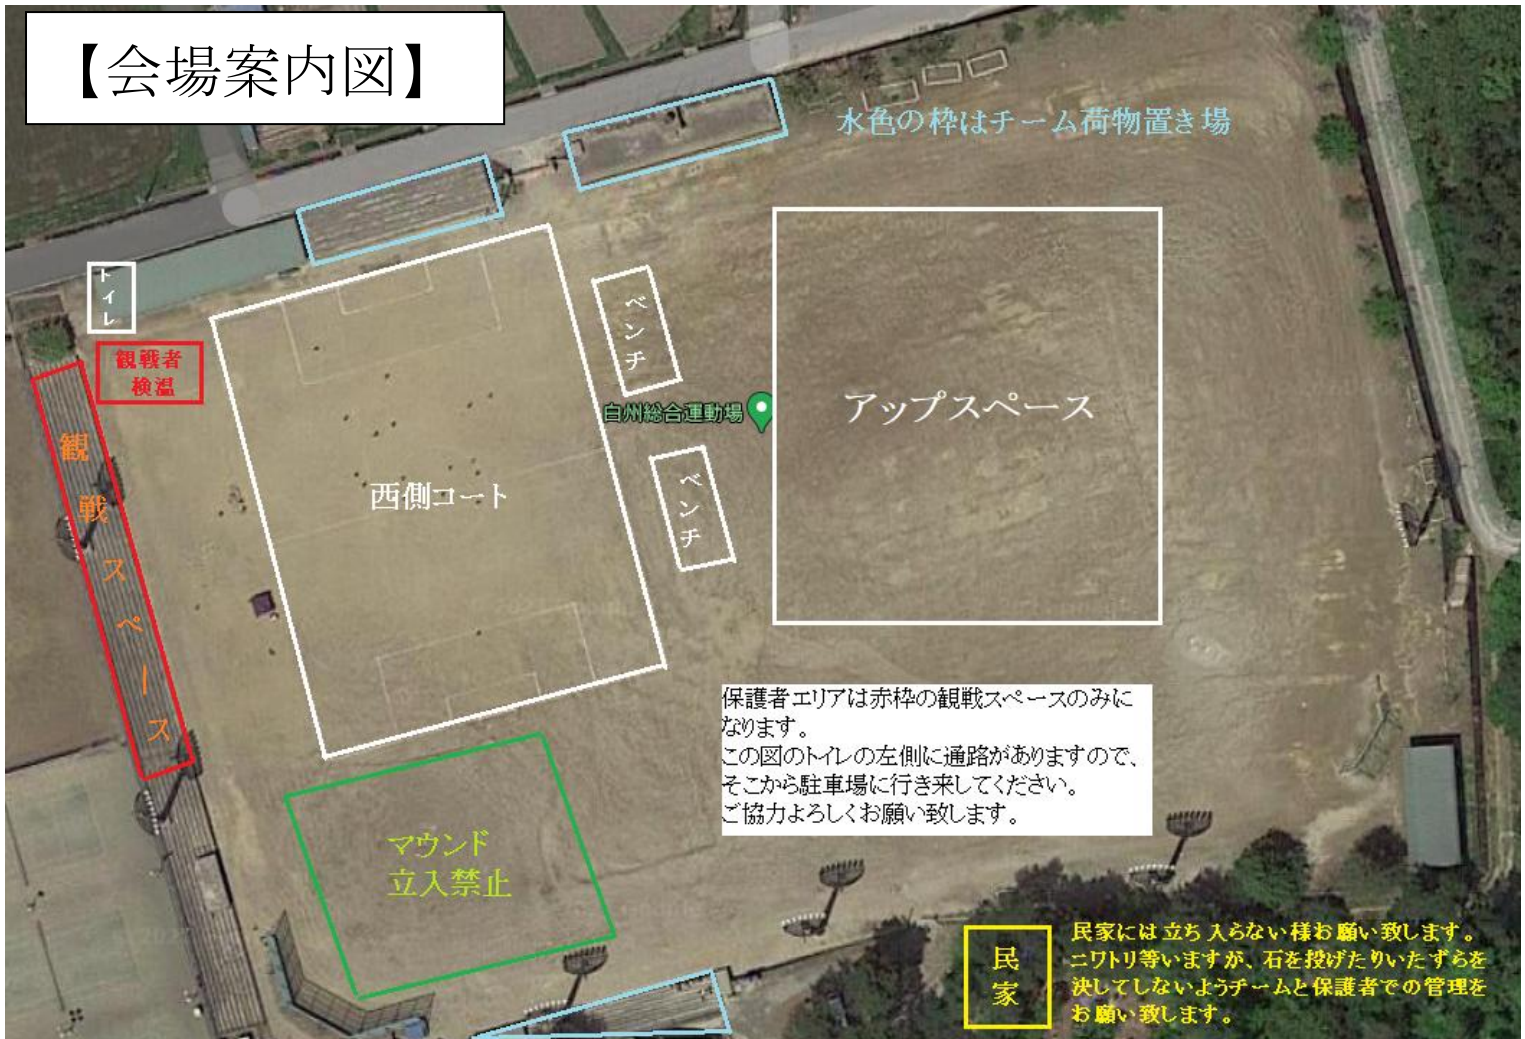 【会場案内図】
水色の枠はチーム荷物置き場
トイレ
観戦者
検温
ベンチ
白州総合運動場
アップスペース
観戦スペース
西側コート
ベンチ
保護者エリアは赤枠の観戦スペースのみに
なります。
この図のトイレの左側に通路がありますので、
そこから駐車場に行き来してください。
ご協力よろしくお願い致します。
マウンド
立入禁止
民家
民家には立ち入らない様お願い致します。
ニワトリ等いますが、石を投げたりいたずらを
決してしないようチームと保護者での管理を
お願い致します。